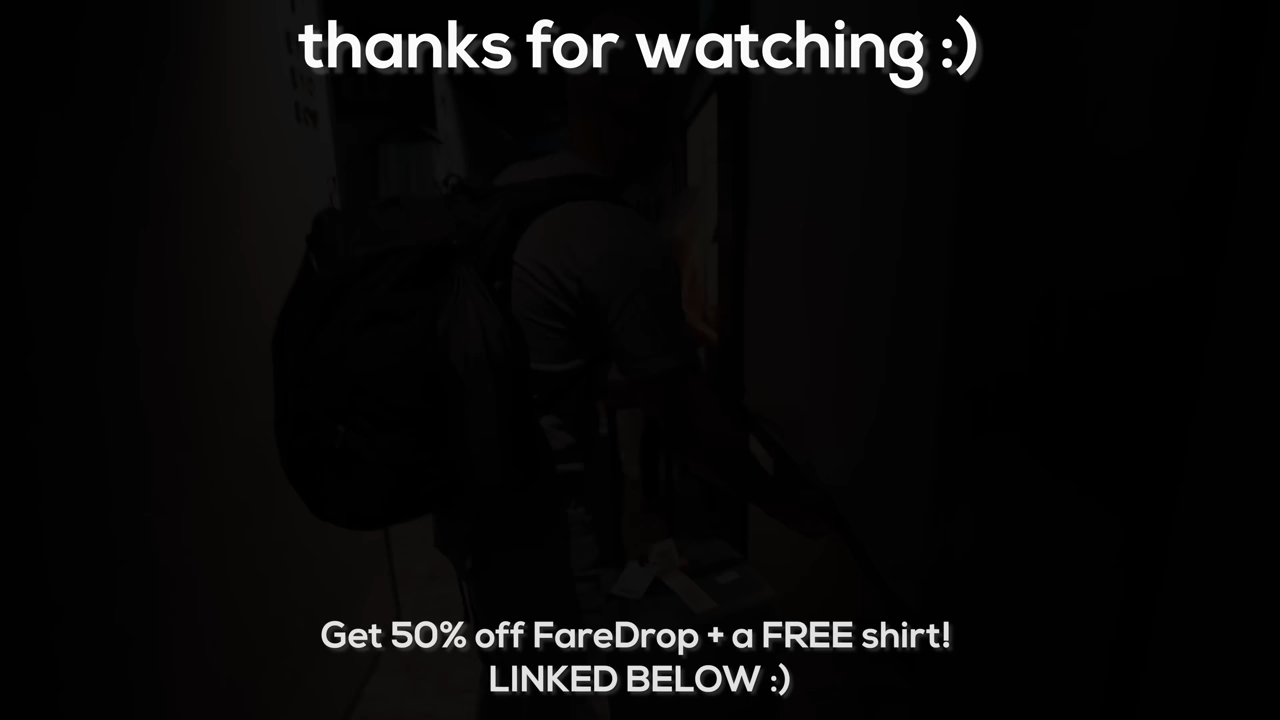 thanks for watching :)
Get 50% off FareDrop + a FREE shirt!
LINKED BELOW :)